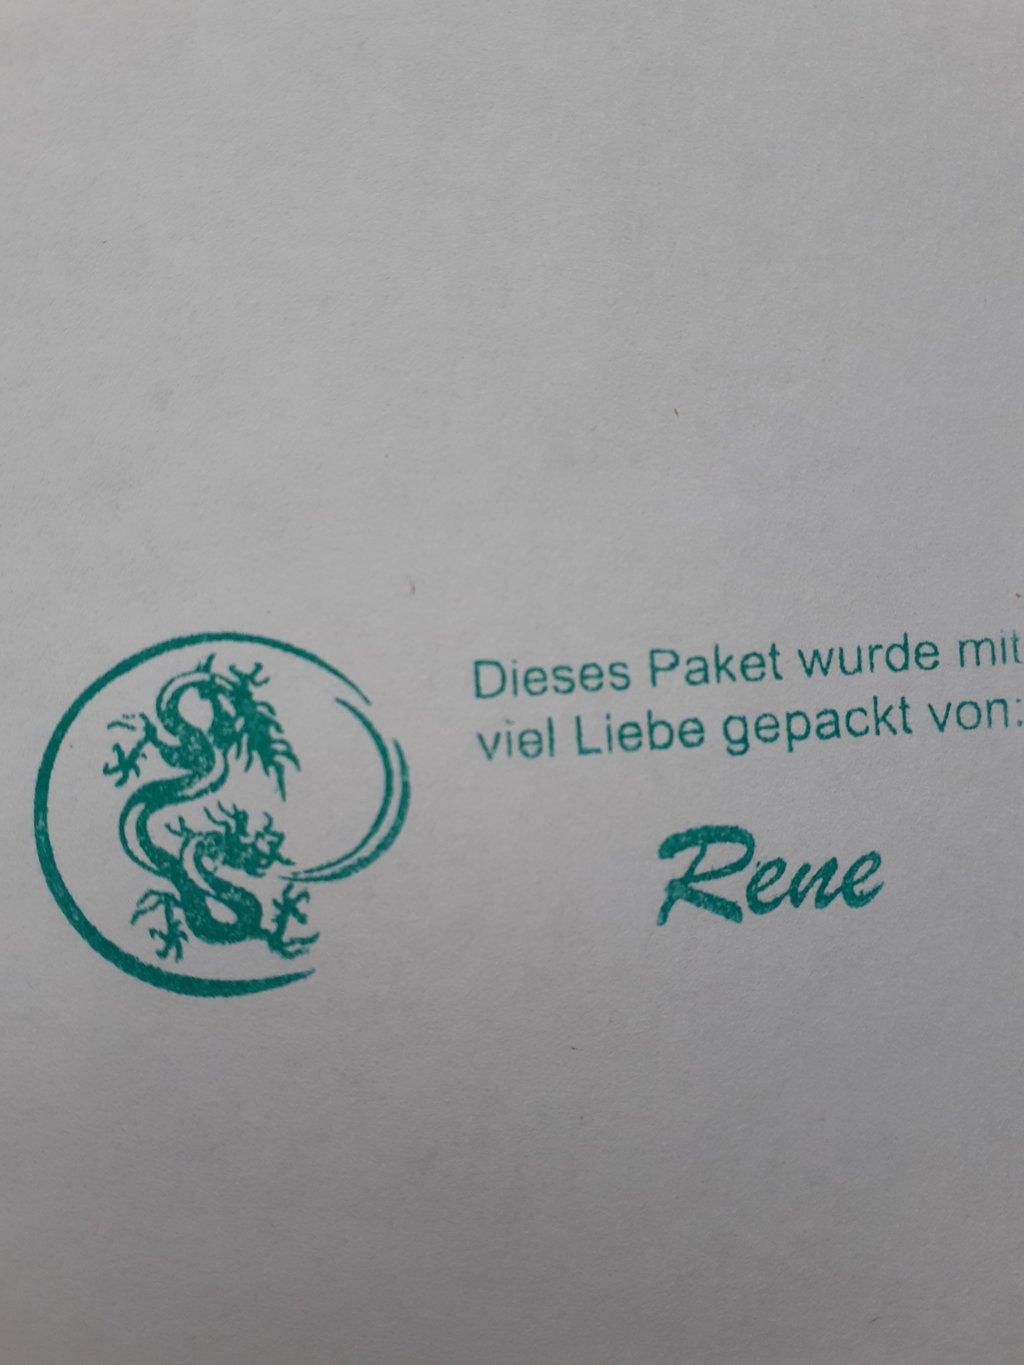 Dieses Paket wurde mit
viel Liebe gepackt von:
Rene